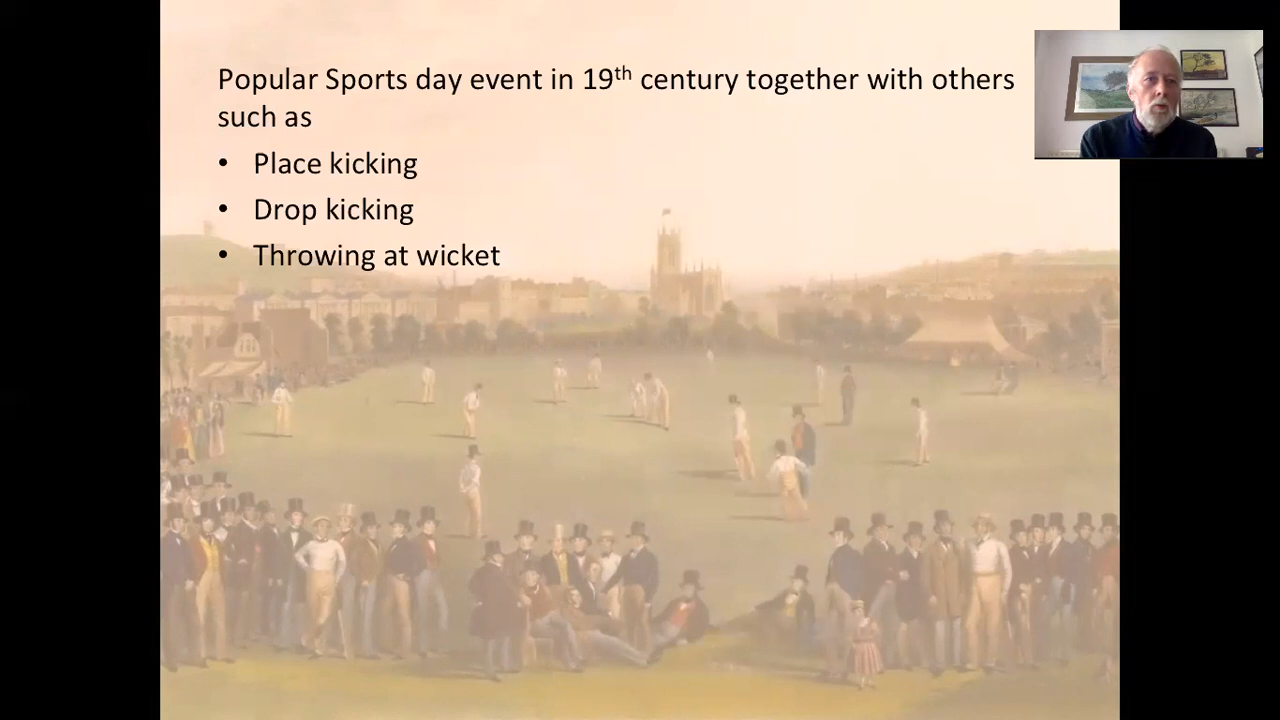 Popular Sports day event in 19th century together with others
such as
• Place kicking
• Drop kicking
• Throwing at wicket